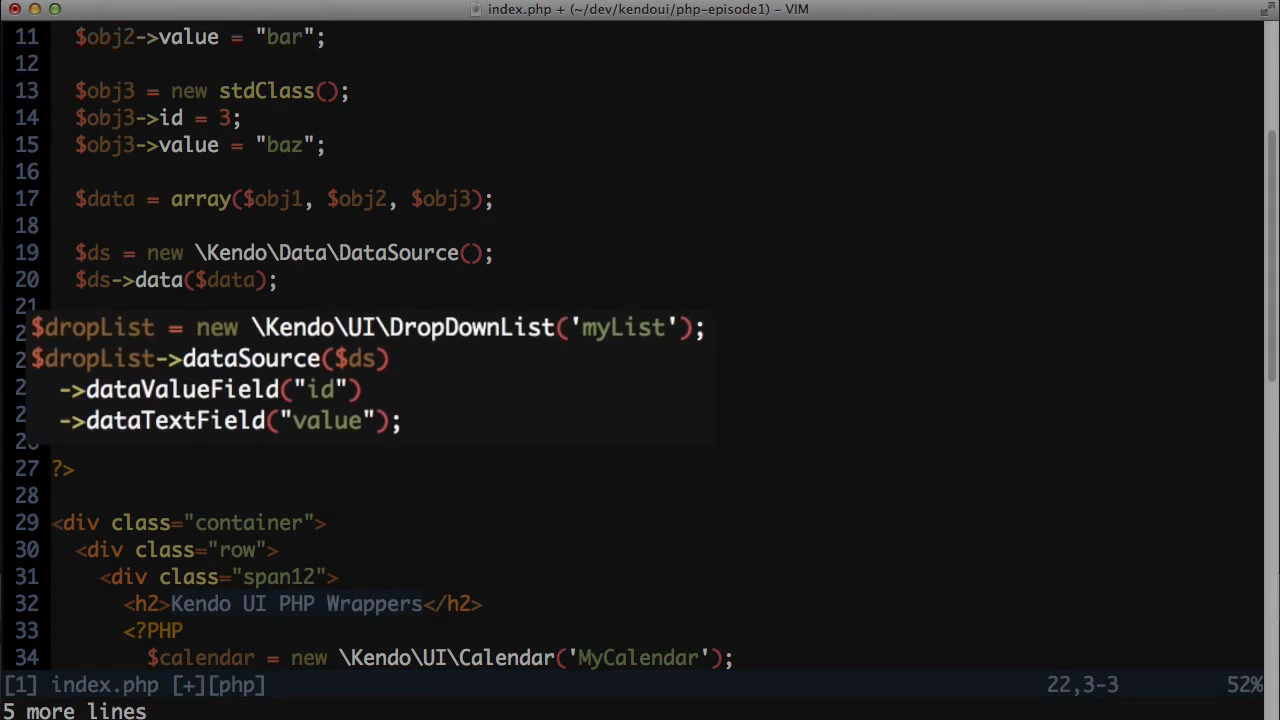 index.php + (~/dev/kendoui/php-episode1) – VIM
11 $obj2->value = "bar";
12
13 $obj3 = new stdClass();
14 $obj3->id = 3;
15 $obj3->value = "baz";
16
17 $data = array($obj1, $obj2, $obj3);
18
19 $ds = new \Kendo\Data\DataSource();
20 $ds->data($data);
21
$dropList = new \Kendo\UI\DropDownList('myList');
$dropList->dataSource($ds)
->dataValueField("id")
->dataTextField("value");
27 ?>
28
29 <div class="container">
30 <div class="row">
31 <div class="span12">
32 <h2>Kendo UI PHP Wrappers</h2>
33 <?PHP
34 $calendar = new \Kendo\UI\Calendar('MyCalendar');
[1] index.php [+][php] 22,3-3 52%
5 more lines